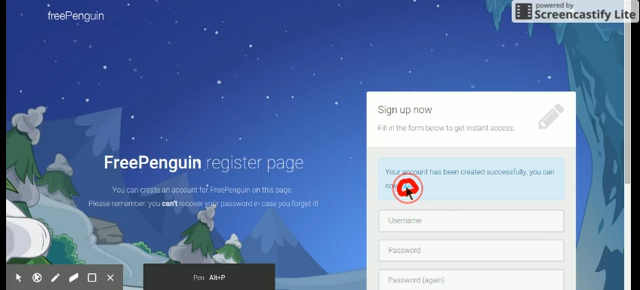 powered by
Screencastify Lite
freePenguin
Sign up now
Fill in the form below to get instant access:
FreePenguin register page
You can create an account for FreePenguin on this page.
Please remember: you can't recover your password in case you forget it!
Your account has been created successfully, you can
Username
Password
Password (again)
Pen Alt+P